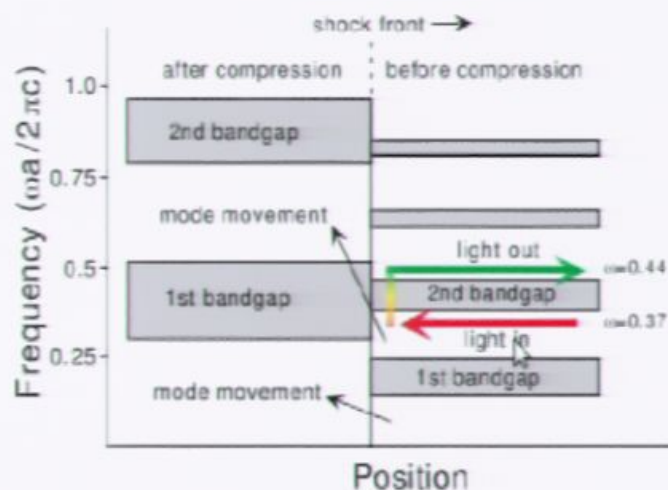 shock front
after compression
before compression
Frequency (ωa/2πc)
1.0
0.75
0.5
0.25
2nd bandgap
mode movement
1st bandgap
mode movement
light out
ω=0.44
2nd bandgap
ω=0.37
light in
1st bandgap
Position